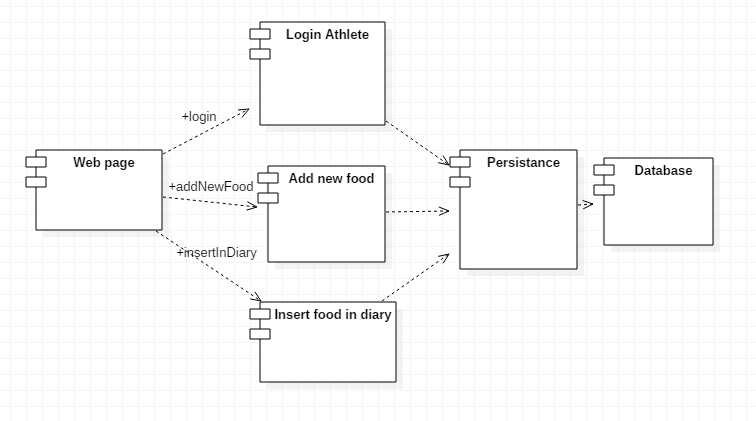 Login Athlete
+login
Web page
Persistance
Database
+addNewFood
Add new food
+insertInDiary
Insert food in diary